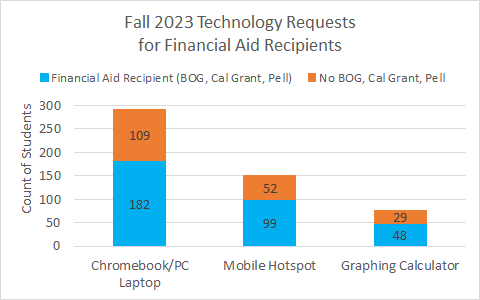 Fall 2023 Technology Requests
for Financial Aid Recipients
Financial Aid Recipient (BOG, Cal Grant, Pell)
No BOG, Cal Grant, Pell
Count of Students
300
250
200
150
100
50
0
109
182
52
99
29
48
Chromebook/PC
Laptop
Mobile Hotspot
Graphing Calculator